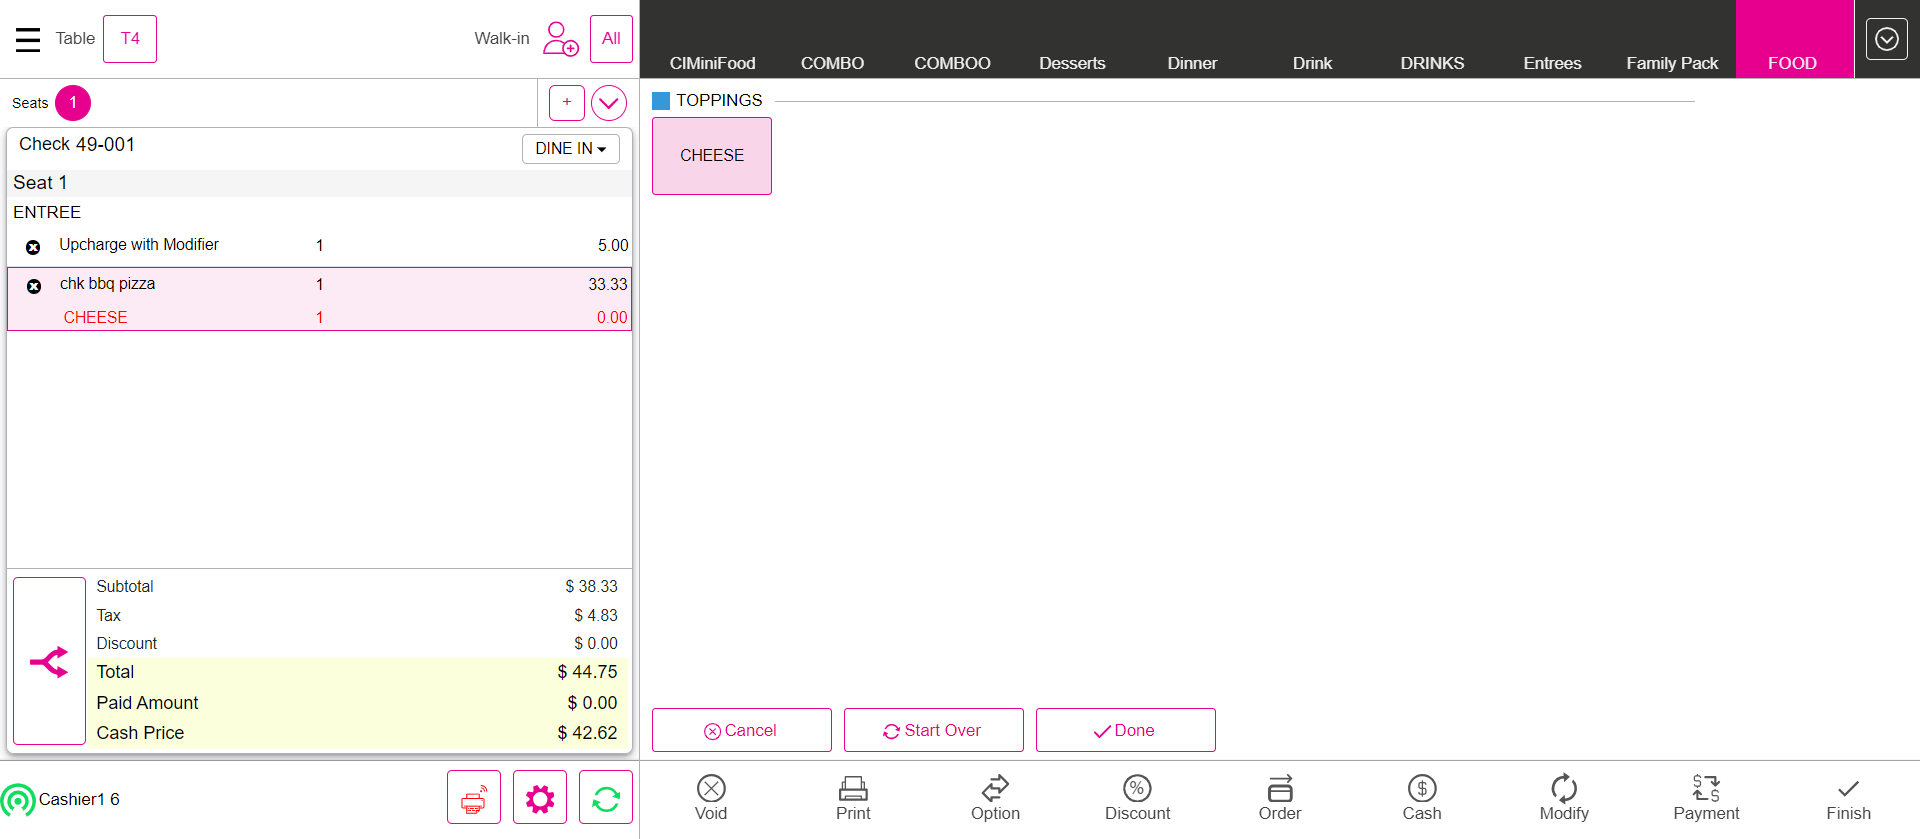 Table T4 Walk-in All
CIMiniFood COMBO COMBOO Desserts Dinner Drink DRINKS Entrees Family Pack FOOD
Seats 1 +
Check 49-001 DINE IN
Seat 1
ENTREE
Upcharge with Modifier 1 5.00
chk bbq pizza 1 33.33
CHEESE 1 0.00
Subtotal $ 38.33
Tax $ 4.83
Discount $ 0.00
Total $ 44.75
Paid Amount $ 0.00
Cash Price $ 42.62
Cashier1 6
TOPPINGS
CHEESE
Cancel Start Over Done
Void Print Option Discount Order Cash Modify Payment Finish